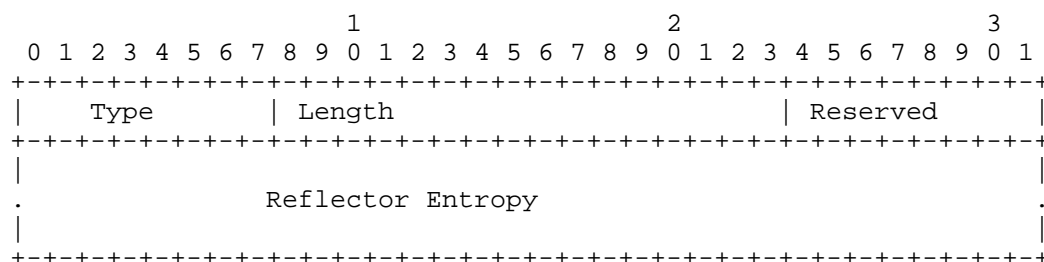 1                   2                   3
 0 1 2 3 4 5 6 7 8 9 0 1 2 3 4 5 6 7 8 9 0 1 2 3 4 5 6 7 8 9 0 1
+-+-+-+-+-+-+-+-+-+-+-+-+-+-+-+-+-+-+-+-+-+-+-+-+-+-+-+-+-+-+-+-+
|    Type       | Length                        | Reserved      |
+-+-+-+-+-+-+-+-+-+-+-+-+-+-+-+-+-+-+-+-+-+-+-+-+-+-+-+-+-+-+-+-+
|                                                               |
.               Reflector Entropy                               .
|                                                               |
+-+-+-+-+-+-+-+-+-+-+-+-+-+-+-+-+-+-+-+-+-+-+-+-+-+-+-+-+-+-+-+-+